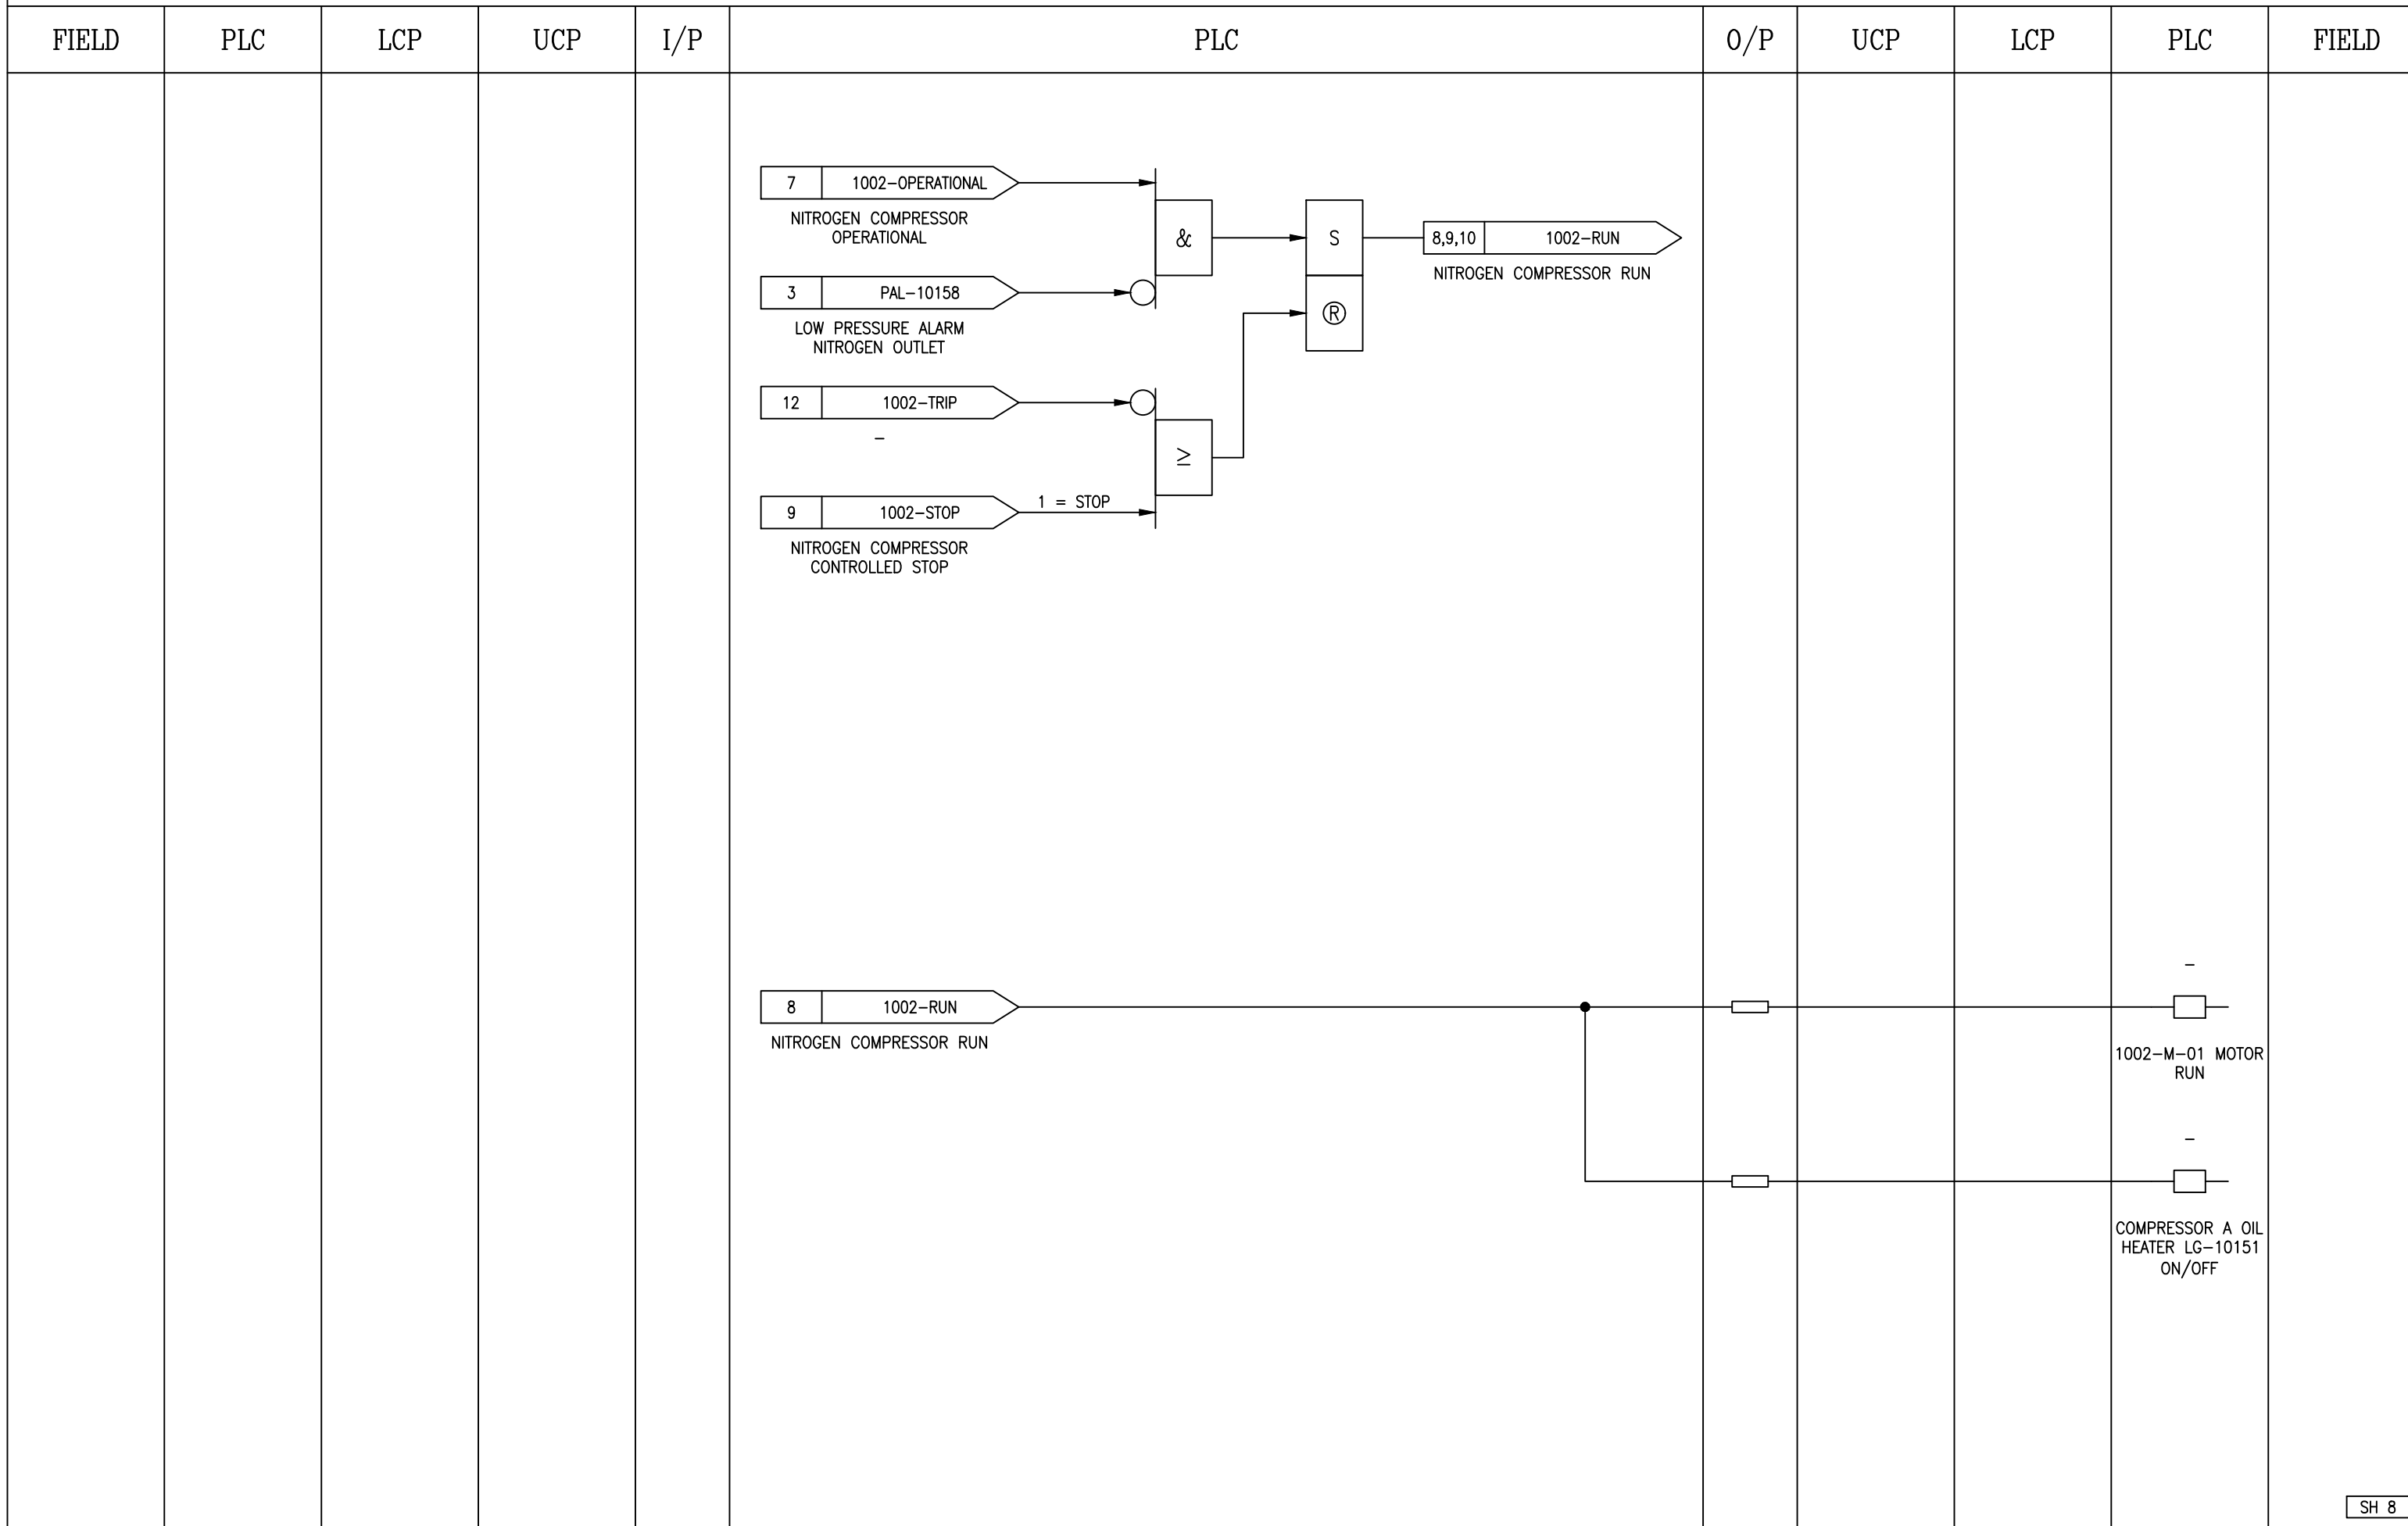 FIELD PLC LCP UCP I/P PLC O/P UCP LCP PLC FIELD
7 1002-OPERATIONAL
NITROGEN COMPRESSOR
OPERATIONAL
&
S
8,9,10 1002-RUN
NITROGEN COMPRESSOR RUN
3 PAL-10158
LOW PRESSURE ALARM
NITROGEN OUTLET
Ⓡ
12 1002-TRIP
-
≥
9 1002-STOP
1 = STOP
NITROGEN COMPRESSOR
CONTROLLED STOP
8 1002-RUN
NITROGEN COMPRESSOR RUN
-
1002-M-01 MOTOR
RUN
-
COMPRESSOR A OIL
HEATER LG-10151
ON/OFF
SH 8